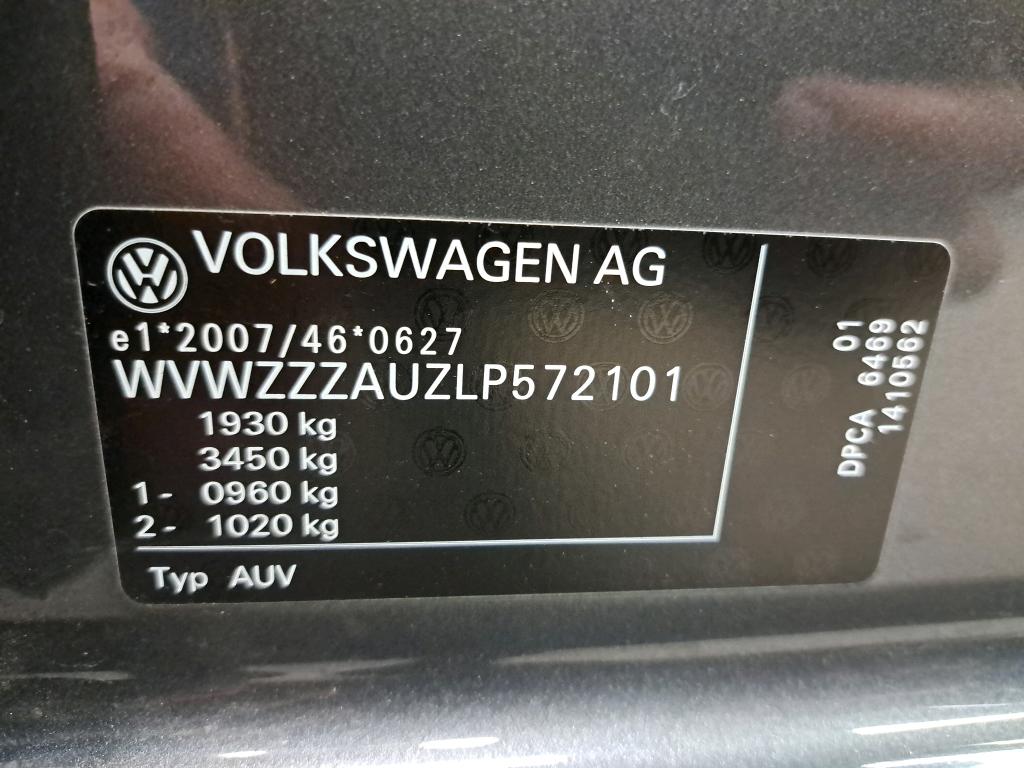 VOLKSWAGEN AG
e1*2007/46*0627
WVWZZZAUZLP572101
1930 kg
3450 kg
1- 0960 kg
2- 1020 kg
Typ AUV
01
DPCA 6469
1410562